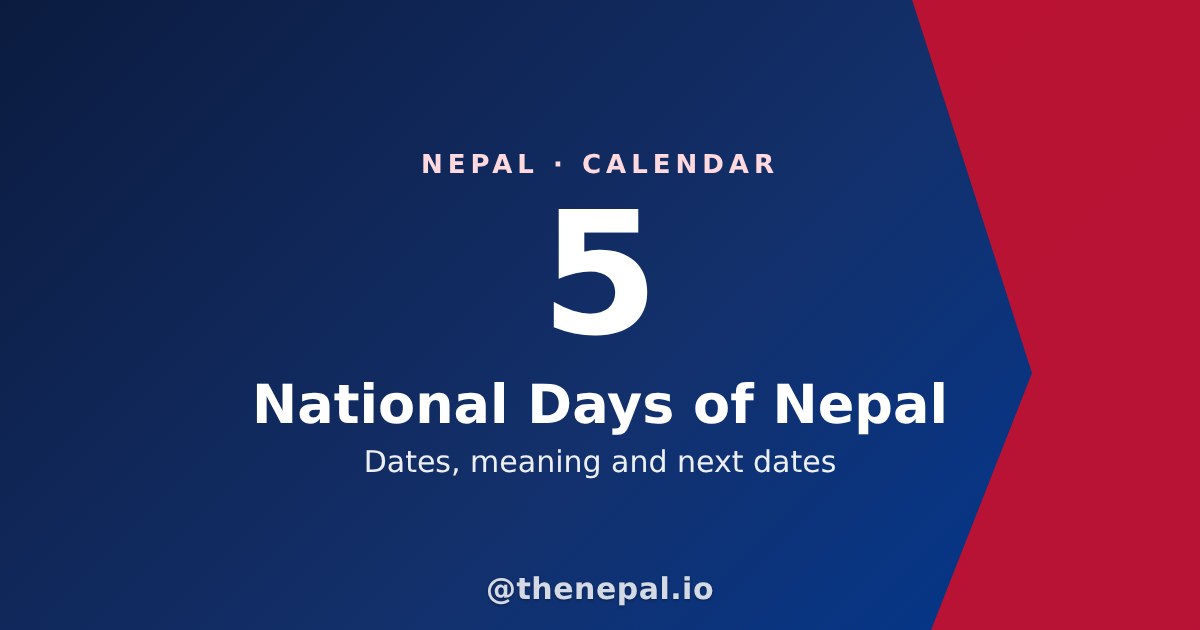 NEPAL · CALENDAR
5
National Days of Nepal
Dates, meaning and next dates
@thenepal.io